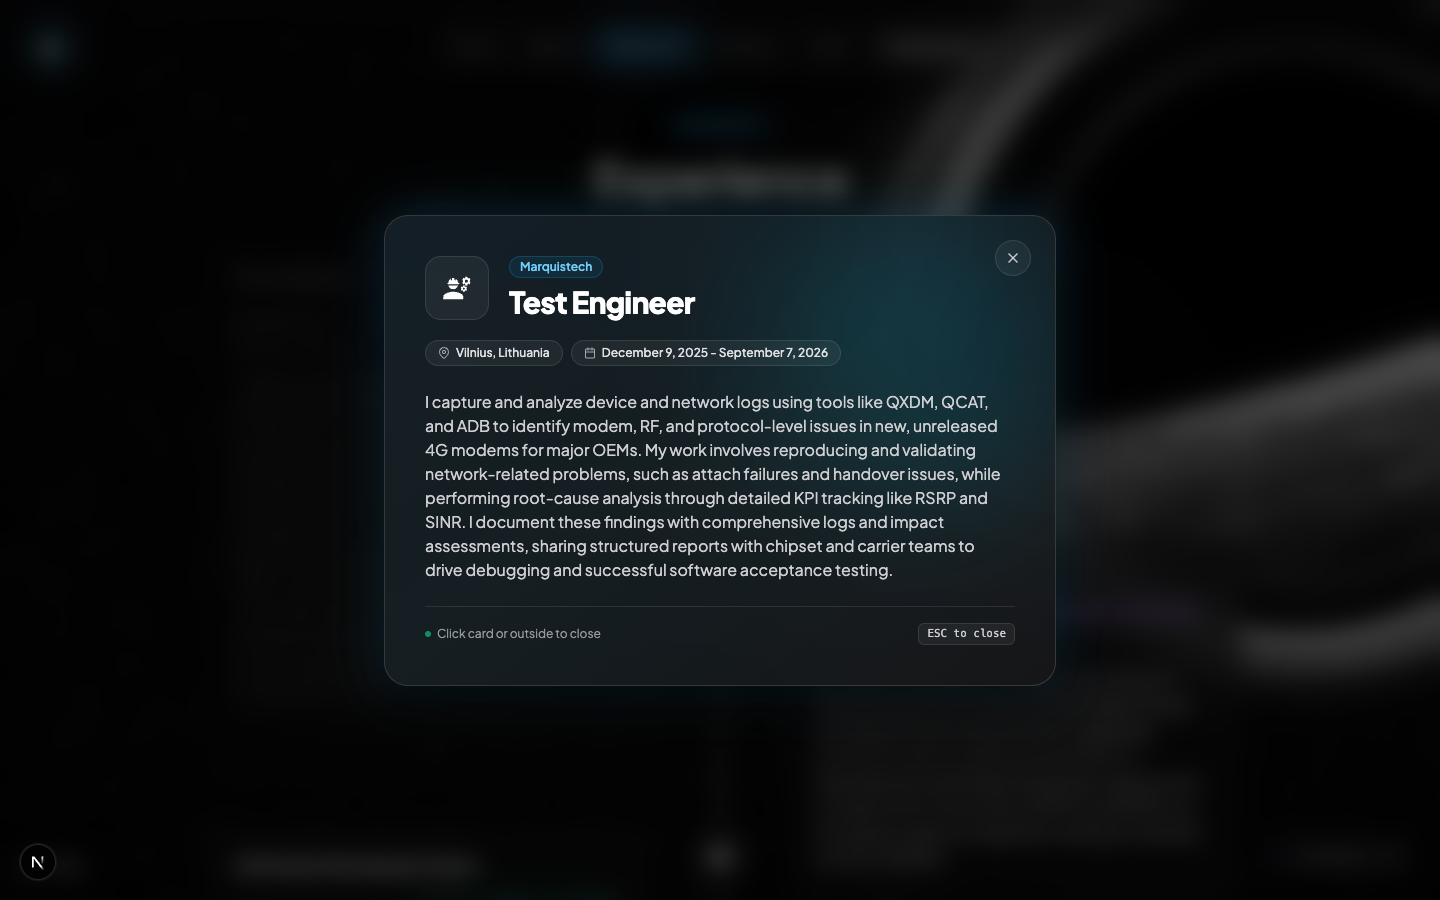 Experience
Marquistech
Test Engineer
Vilnius, Lithuania
December 9, 2025 - September 7, 2026
I capture and analyze device and network logs using tools like QXDM, QCAT,
and ADB to identify modem, RF, and protocol-level issues in new, unreleased
4G modems for major OEMs. My work involves reproducing and validating
network-related problems, such as attach failures and handover issues, while
performing root-cause analysis through detailed KPI tracking like RSRP and
SINR. I document these findings with comprehensive logs and impact
assessments, sharing structured reports with chipset and carrier teams to
drive debugging and successful software acceptance testing.
Click card or outside to close
ESC to close
N